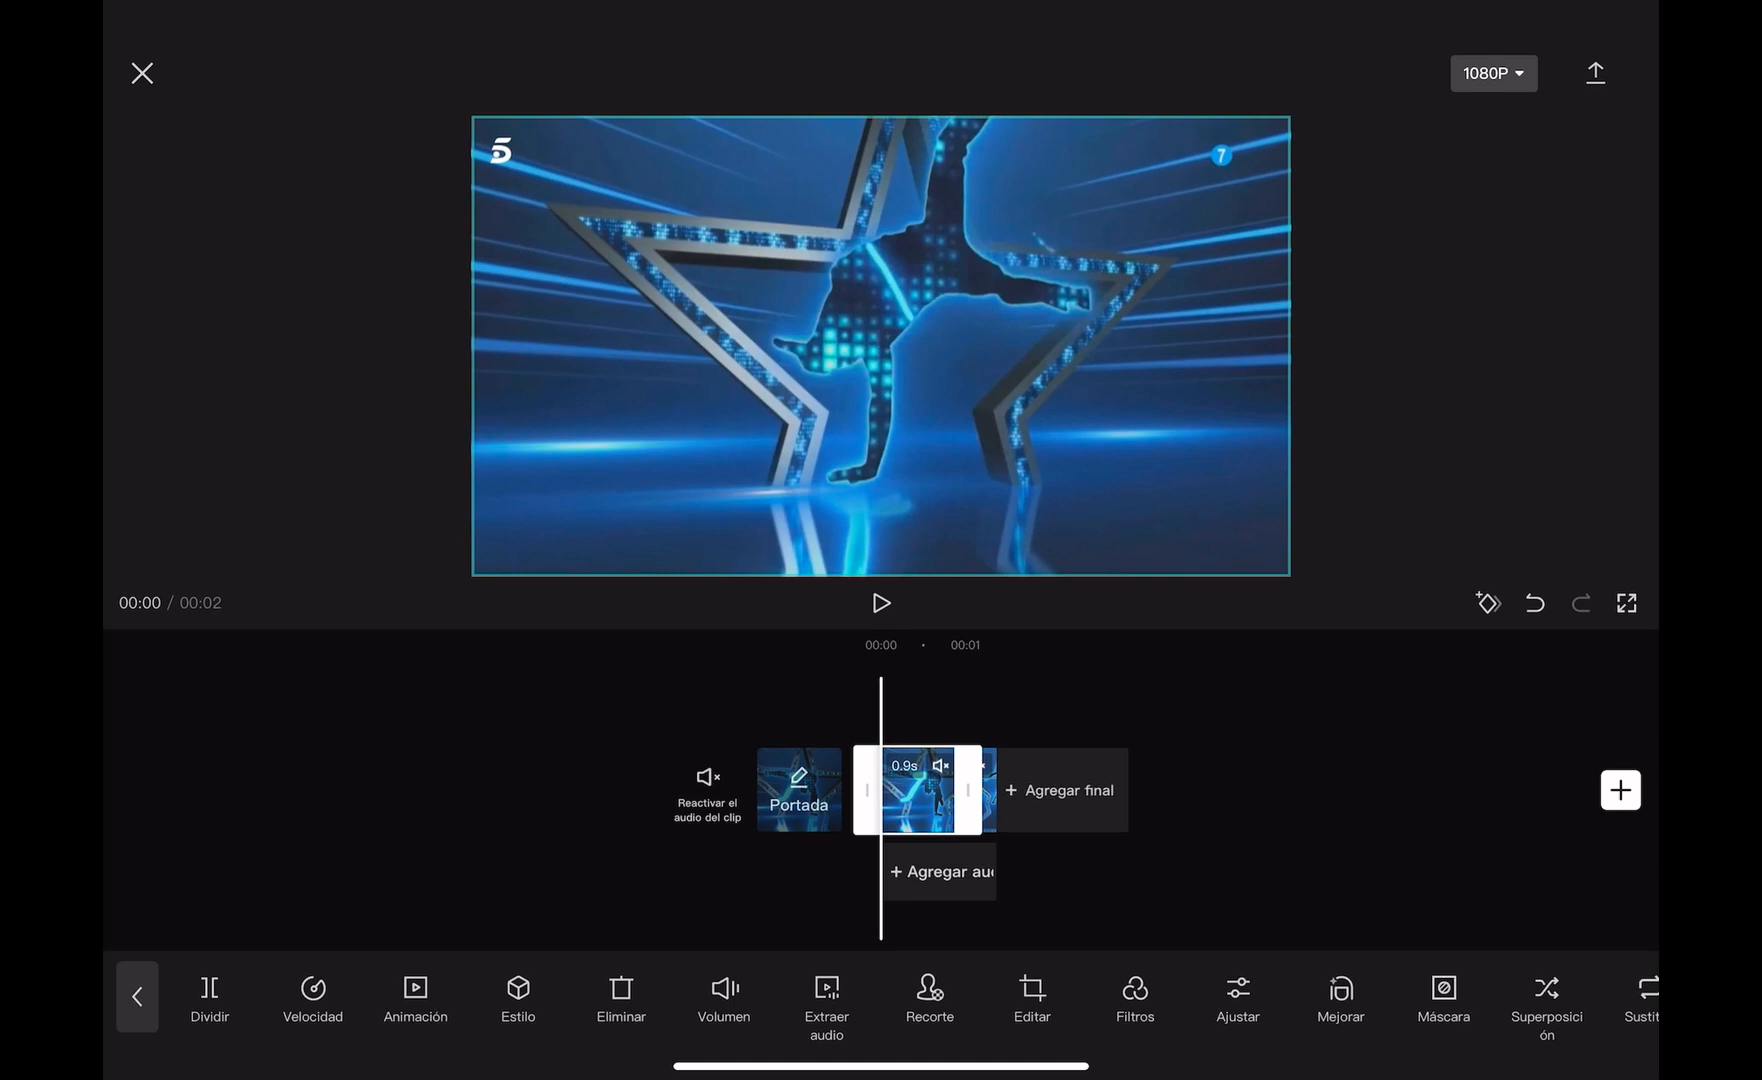 1080P
5
7
00:00 / 00:02
00:00
00:01
Reactivar el
audio del clip
Portada
0.9s
+ Agregar final
+ Agregar au
Dividir
Velocidad
Animación
Estilo
Eliminar
Volumen
Extraer
audio
Recorte
Editar
Filtros
Ajustar
Mejorar
Máscara
Superposici
ón
Sustit